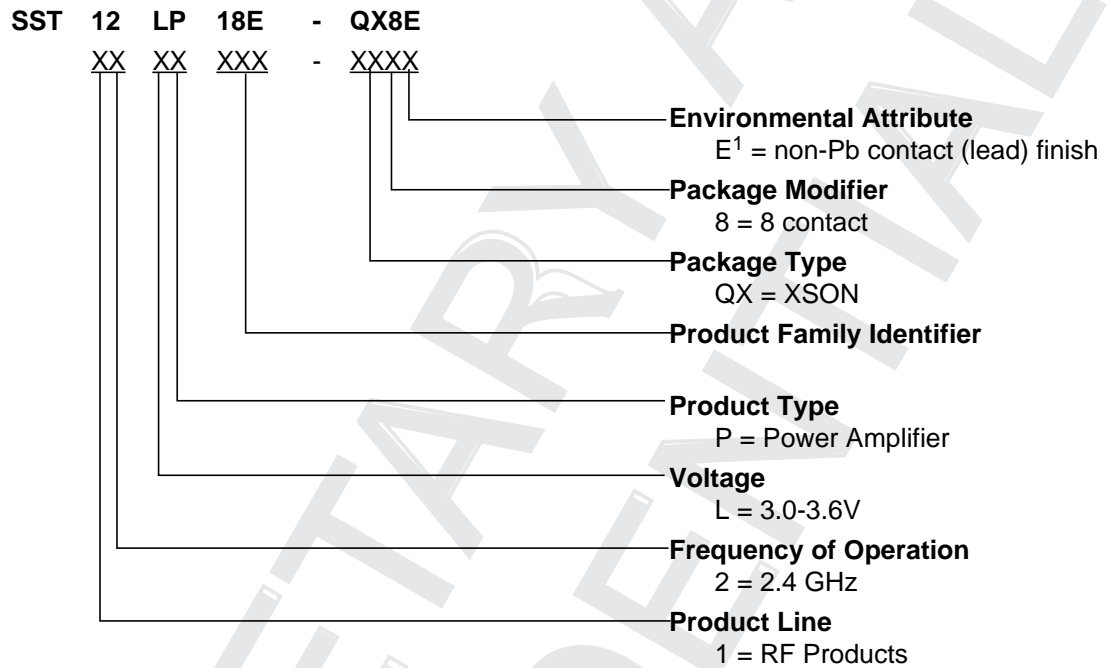 SST 12 LP 18E - QX8E
XX XX XXX - XXXX
Environmental Attribute
E1 = non-Pb contact (lead) finish
Package Modifier
8 = 8 contact
Package Type
QX = XSON
Product Family Identifier
Product Type
P = Power Amplifier
Voltage
L = 3.0-3.6V
Frequency of Operation
2 = 2.4 GHz
Product Line
1 = RF Products